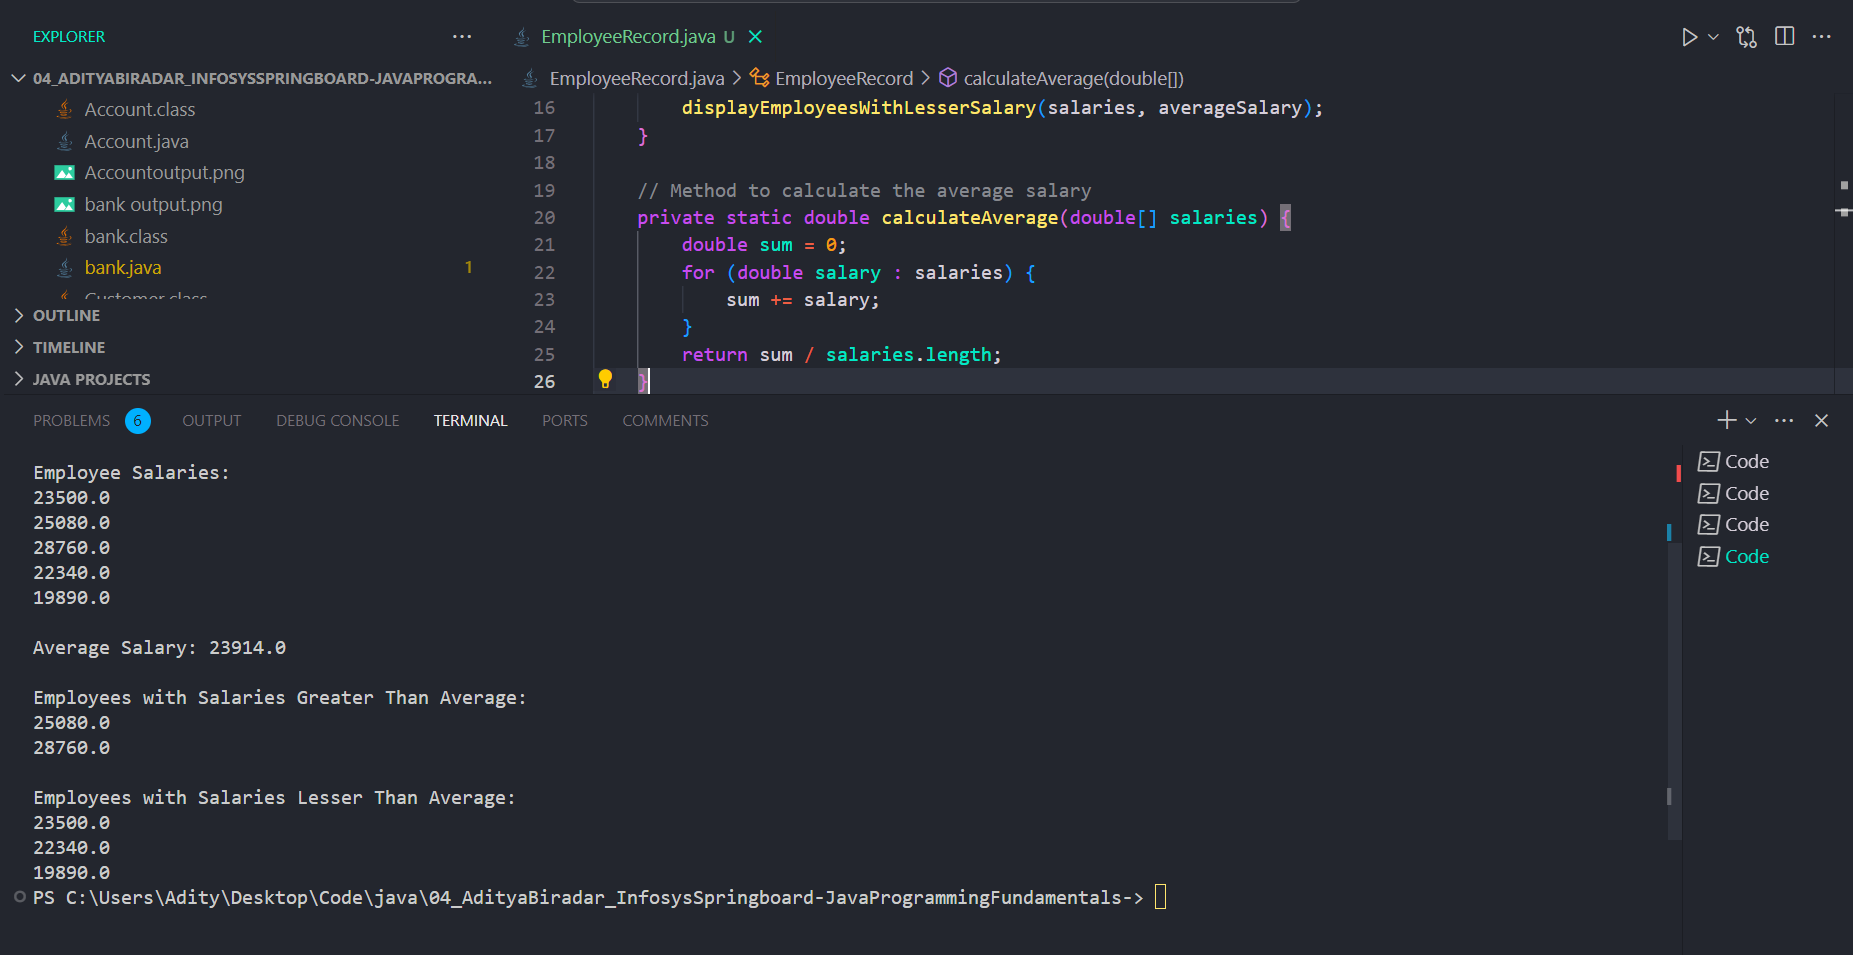 EXPLORER
04_ADITYABIRADAR_INFOSYSSPRINGBOARD-JAVAPROGRA...
Account.class
Account.java
Accountoutput.png
bank output.png
bank.class
bank.java 1
Customer.class
OUTLINE
TIMELINE
JAVA PROJECTS
EmployeeRecord.java U
EmployeeRecord.java > EmployeeRecord > calculateAverage(double[])
16 displayEmployeesWithLesserSalary(salaries, averageSalary);
17 }
18
19 // Method to calculate the average salary
20 private static double calculateAverage(double[] salaries) {
21 double sum = 0;
22 for (double salary : salaries) {
23 sum += salary;
24 }
25 return sum / salaries.length;
26 }
PROBLEMS 6 OUTPUT DEBUG CONSOLE TERMINAL PORTS COMMENTS
Employee Salaries:
23500.0
25080.0
28760.0
22340.0
19890.0
Average Salary: 23914.0
Employees with Salaries Greater Than Average:
25080.0
28760.0
Employees with Salaries Lesser Than Average:
23500.0
22340.0
19890.0
PS C:\Users\Adity\Desktop\Code\java\04_AdityaBiradar_InfosysSpringboard-JavaProgrammingFundamentals->
Code
Code
Code
Code